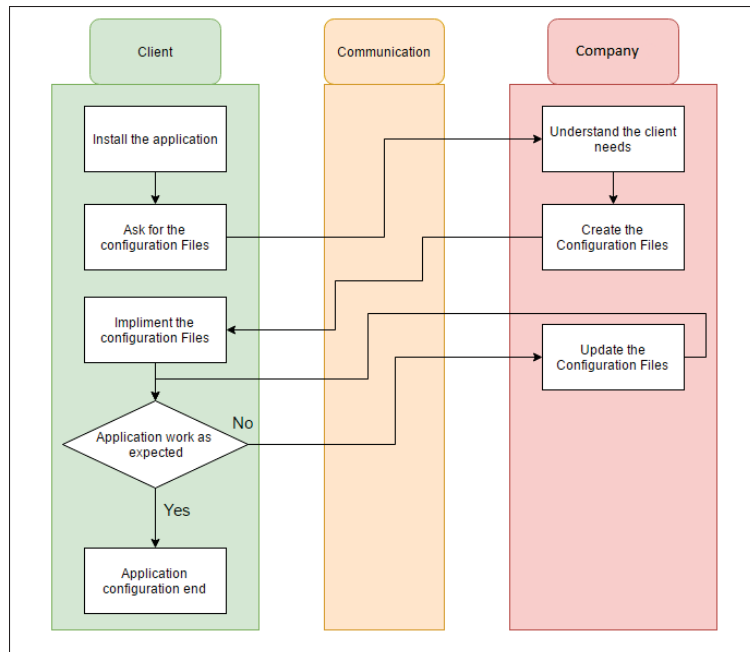 Client
Communication
Company
Install the application
Understand the client
needs
Ask for the
configuration Files
Create the
Configuration Files
Impliment the
configuration Files
Update the
Configuration Files
Application work as
expected
No
Yes
Application
configuration end